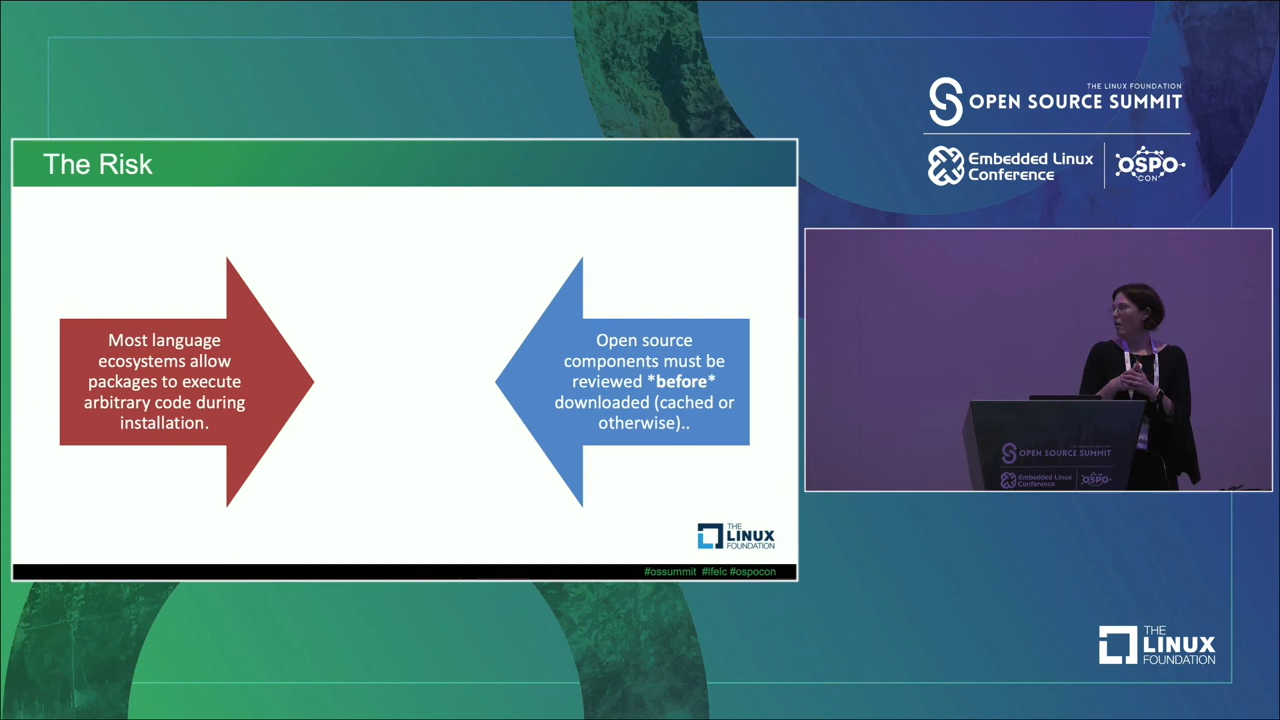 The Risk
Most language
ecosystems allow
packages to execute
arbitrary code during
installation.
Open source
components must be
reviewed *before*
downloaded (cached or
otherwise)..
THE
LINUX
FOUNDATION
#ossummit #lfelc #ospocon
THE LINUX FOUNDATION
OPEN SOURCE SUMMIT
Embedded Linux
Conference
OSPO
CON
OPEN SOURCE SUMMIT
Embedded Linux
Conference
OSPO
THE
LINUX
FOUNDATION